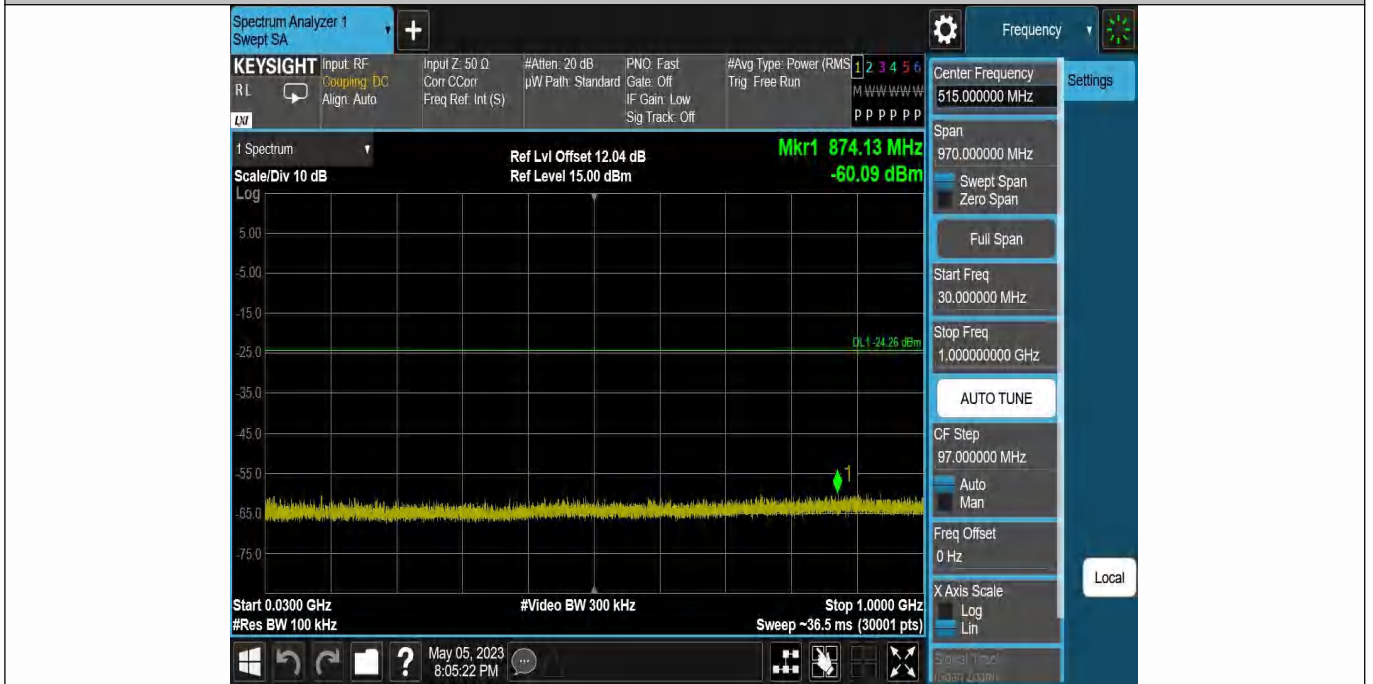 Spectrum Analyzer 1
Swept SA
+
Frequency
KEYSIGHT
RL
LXI
Input: RF
Coupling: DC
Align: Auto
Input Z: 50 Ω
Corr CCorr
Freq Ref: Int (S)
#Atten: 20 dB
µW Path: Standard
PNO: Fast
Gate: Off
IF Gain: Low
Sig Track: Off
#Avg Type: Power (RMS
Trig: Free Run
1 2 3 4 5 6
M W W W W W
P P P P P P
Center Frequency
515.000000 MHz
Settings
Span
970.000000 MHz
Swept Span
Zero Span
Full Span
Start Freq
30.000000 MHz
Stop Freq
1.000000000 GHz
AUTO TUNE
CF Step
97.000000 MHz
Auto
Man
Freq Offset
0 Hz
X Axis Scale
Log
Lin
Local
1 Spectrum
Scale/Div 10 dB
Ref Lvl Offset 12.04 dB
Ref Level 15.00 dBm
Mkr1 874.13 MHz
-60.09 dBm
Log
5.00
-5.00
-15.0
DL1 -24.26 dBm
-25.0
-35.0
-45.0
-55.0
1
-65.0
-75.0
Start 0.0300 GHz
#Video BW 300 kHz
Stop 1.0000 GHz
#Res BW 100 kHz
Sweep ~36.5 ms (30001 pts)
?
May 05, 2023
8:05:22 PM